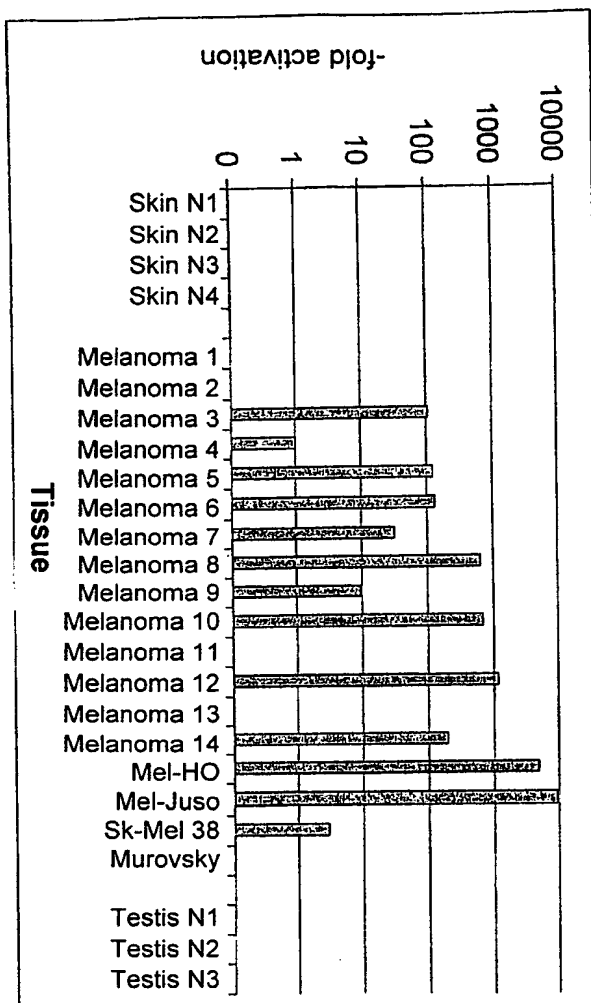 -fold activation
10000
1000
100
10
1
0
Skin N1
Skin N2
Skin N3
Skin N4
Melanoma 1
Melanoma 2
Melanoma 3
Melanoma 4
Melanoma 5
Melanoma 6
Melanoma 7
Melanoma 8
Melanoma 9
Melanoma 10
Melanoma 11
Melanoma 12
Melanoma 13
Melanoma 14
Mel-HO
Mel-Juso
Sk-Mel 38
Murovsky
Testis N1
Testis N2
Testis N3
Tissue